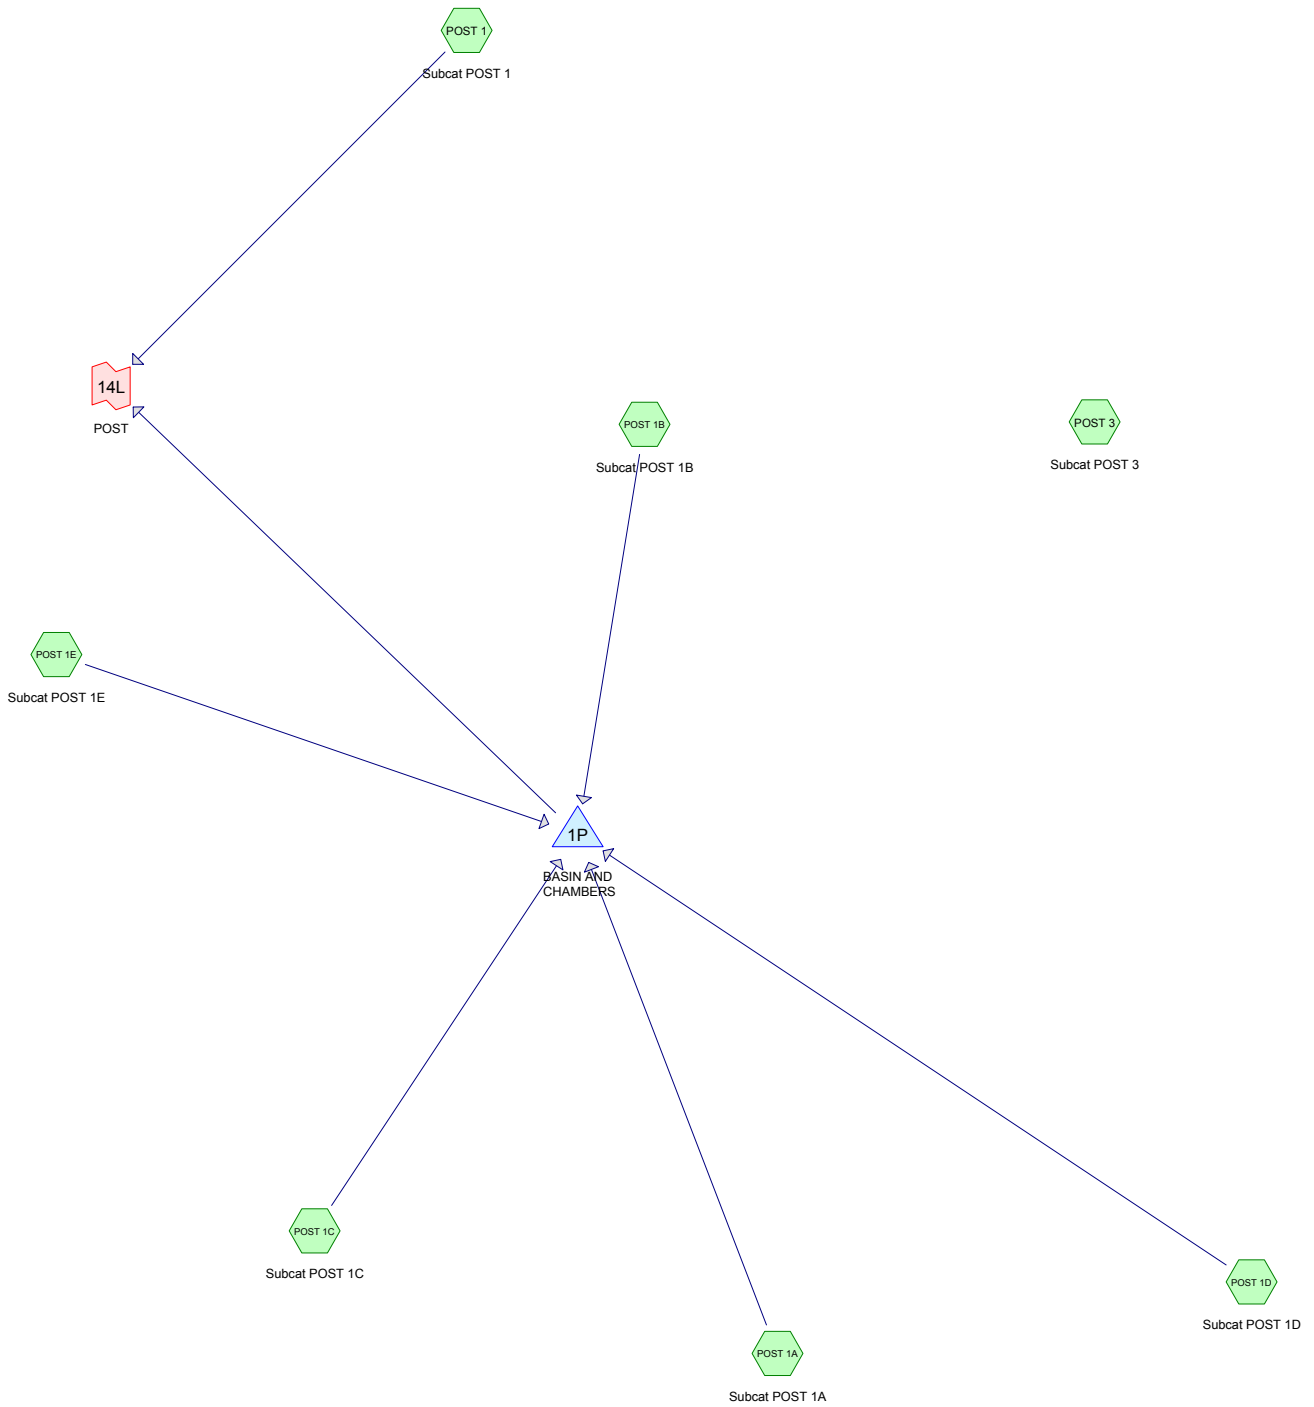 POST 1
Subcat POST 1
14L
POST
POST 1B
Subcat POST 1B
POST 3
Subcat POST 3
POST 1E
Subcat POST 1E
1P
BASIN AND
CHAMBERS
POST 1C
Subcat POST 1C
POST 1D
Subcat POST 1D
POST 1A
Subcat POST 1A